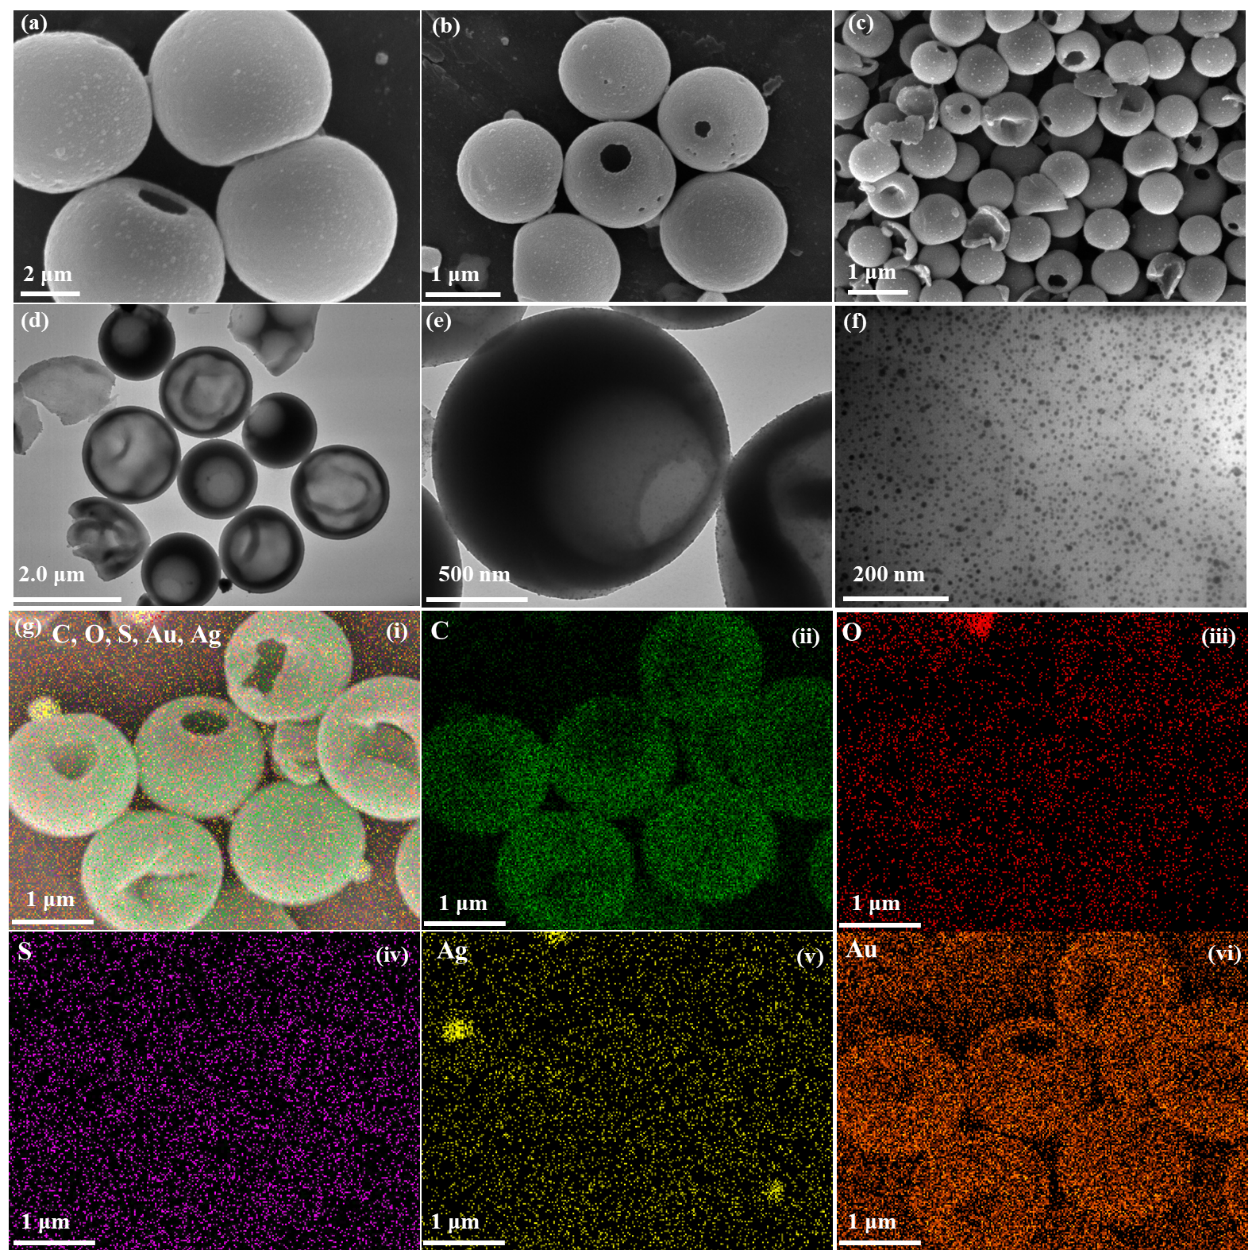 (a)
2 μm
(b)
1 μm
(c)
1 μm
(d)
2.0 μm
(e)
500 nm
(f)
200 nm
(g)
C, O, S, Au, Ag
(i)
1 μm
C
(ii)
1 μm
O
(iii)
1 μm
S
(iv)
1 μm
Ag
(v)
1 μm
Au
(vi)
1 μm